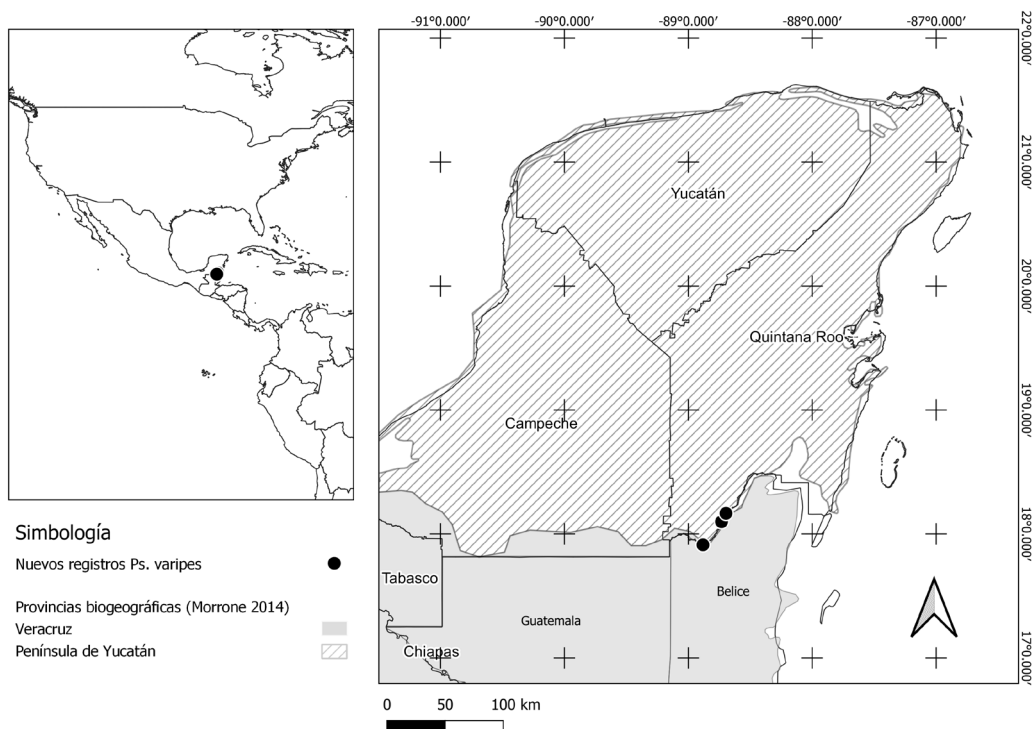 -91°0.000′ -90°0.000′ -89°0.000′ -88°0.000′ -87°0.000′
22°0.000′
21°0.000′
20°0.000′
19°0.000′
18°0.000′
17°0.000′
Yucatán
Quintana Roo
Campeche
Tabasco
Belice
Guatemala
Chiapas
Simbología
Nuevos registros Ps. varipes
Provincias biogeográficas (Morrone 2014)
Veracruz
Península de Yucatán
0 50 100 km